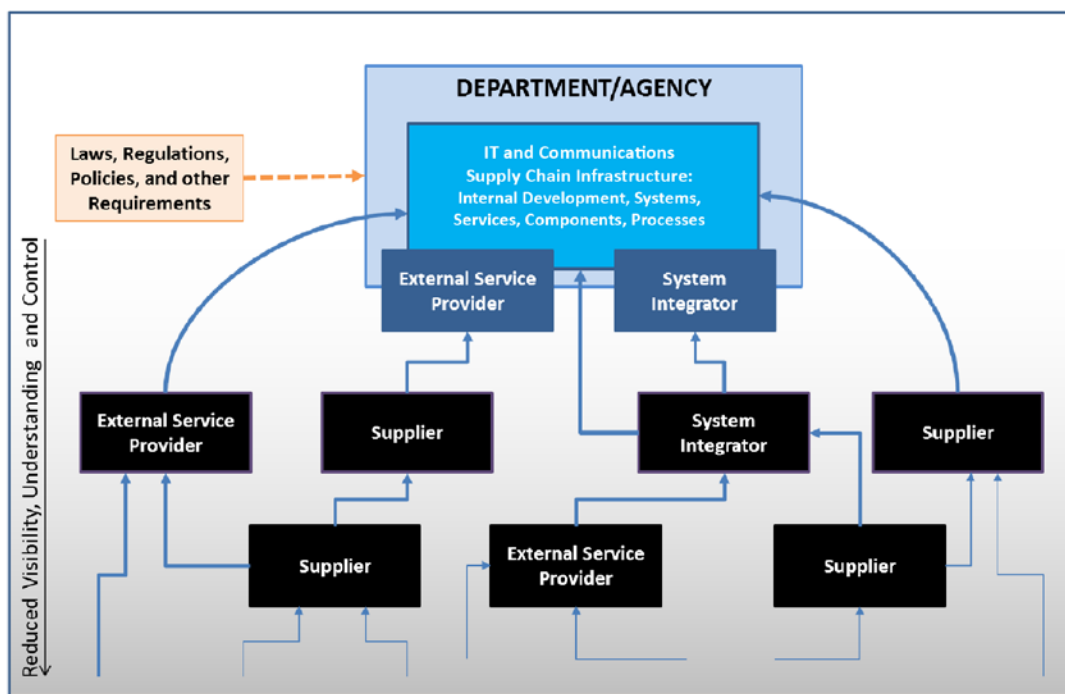 DEPARTMENT/AGENCY
IT and Communications
Supply Chain Infrastructure:
Internal Development, Systems,
Services, Components, Processes
Laws, Regulations,
Policies, and other
Requirements
External Service
Provider
System
Integrator
External Service
Provider
Supplier
System
Integrator
Supplier
Supplier
External Service
Provider
Supplier
Reduced Visibility, Understanding and Control